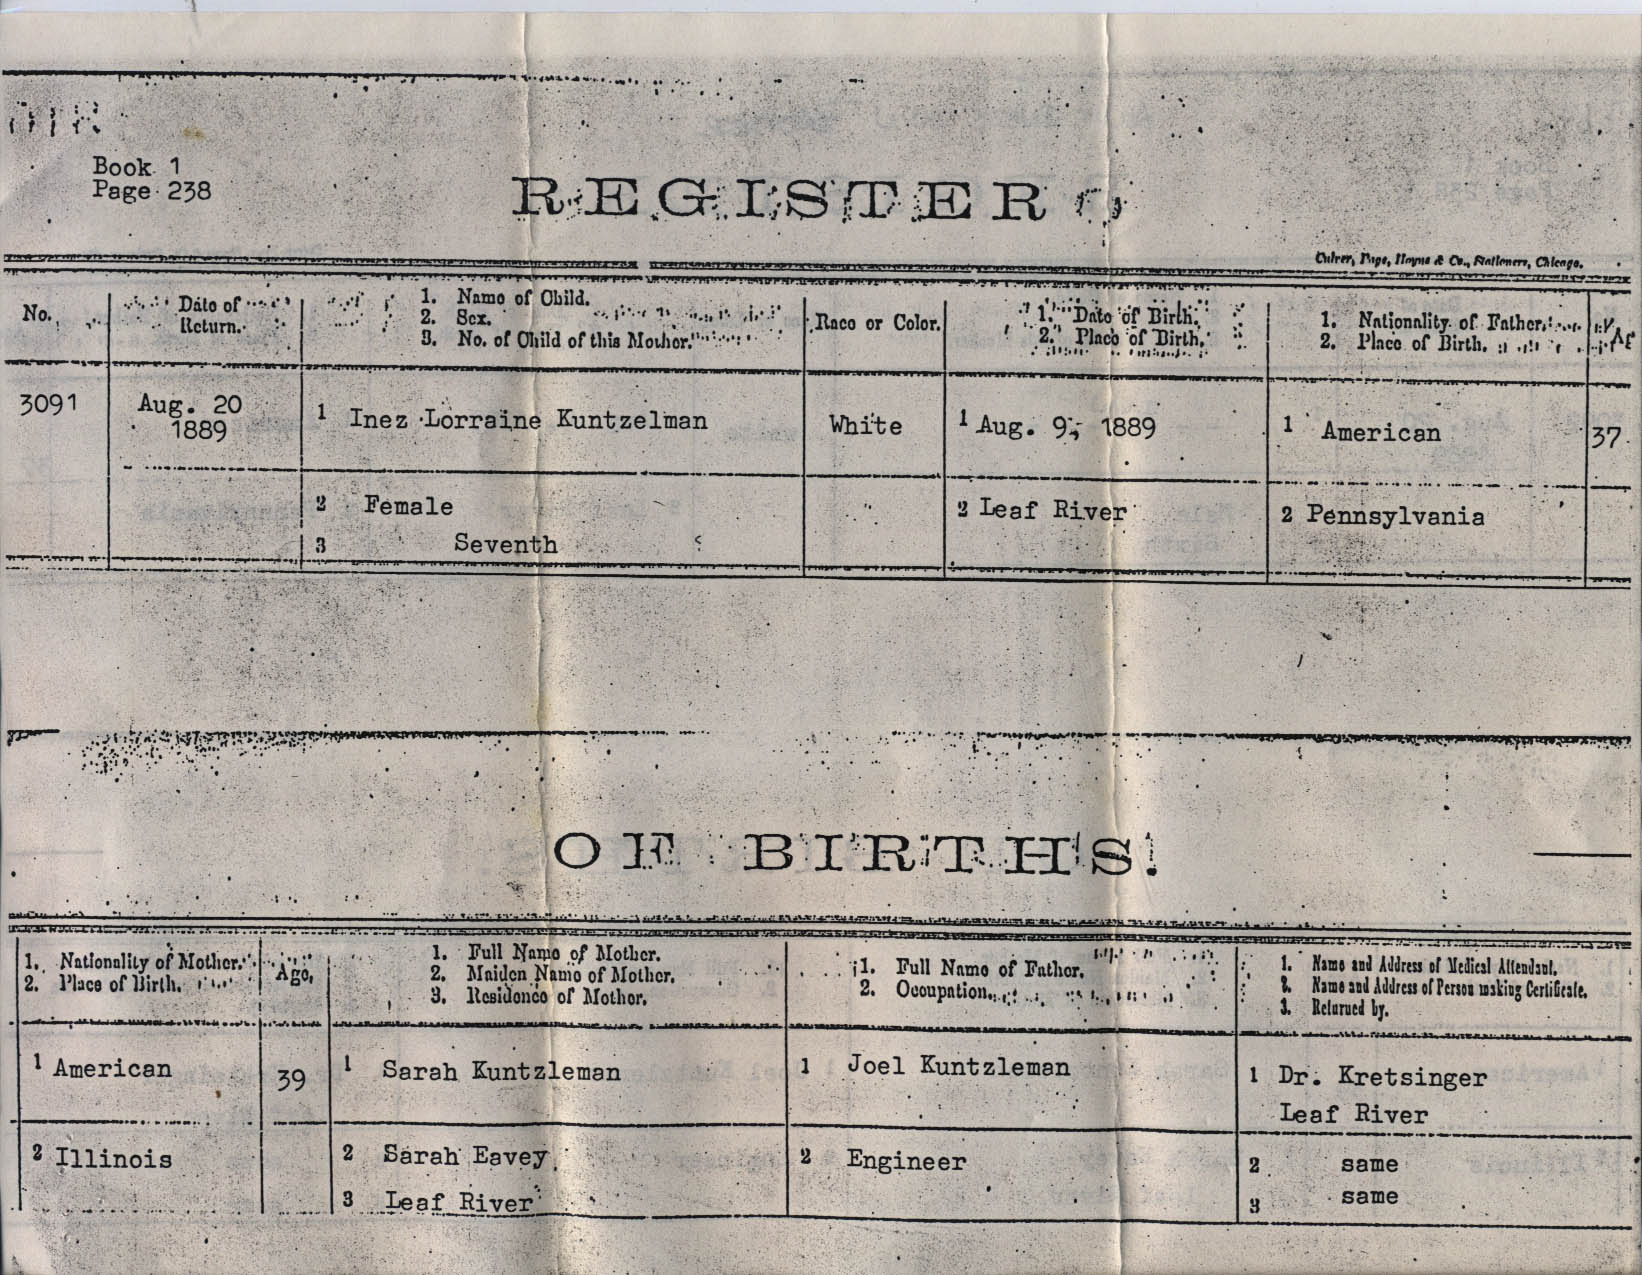 Book 1
Page 238
REGISTER
Culver, Page, Hoyne & Co., Stationers, Chicago.
No.
Date of
Return.
1. Name of Child.
2. Sex.
3. No. of Child of this Mother.
Race or Color.
1. Date of Birth.
2. Place of Birth.
1. Nationality of Father.
2. Place of Birth.
3091
Aug. 20
1889
1 Inez Lorraine Kuntzelman
White
1 Aug. 9, 1889
1 American
37
2 Female
3 Seventh
2 Leaf River
2 Pennsylvania
OF BIRTHS.
1. Nationality of Mother.
2. Place of Birth.
Age,
1. Full Name of Mother.
2. Maiden Name of Mother.
3. Residence of Mother.
1. Full Name of Father.
2. Occupation.
1. Name and Address of Medical Attendant.
2. Name and Address of Person making Certificate.
3. Returned by.
1 American
39
1 Sarah Kuntzleman
1 Joel Kuntzleman
1 Dr. Kretsinger
Leaf River
2 Illinois
2 Sarah Eavey
3 Leaf River
2 Engineer
2 same
3 same